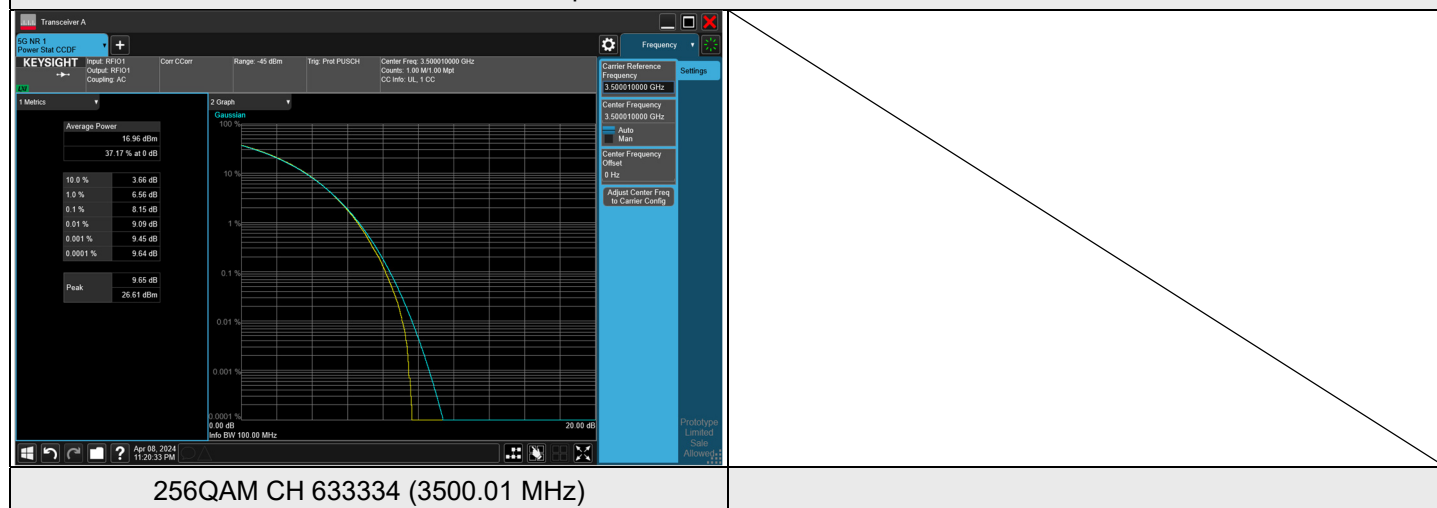 Transceiver A
5G NR 1
Power Stat CCDF
Frequency
KEYSIGHT
Input: RFIO1
Output: RFIO1
Coupling: AC
Corr CCorr
Range: -45 dBm
Trig: Prot PUSCH
Center Freq: 3.500010000 GHz
Counts: 1.00 M/1.00 Mpt
CC Info: UL, 1 CC
LXI
Carrier Reference
Frequency
3.500010000 GHz
Settings
Center Frequency
3.500010000 GHz
Auto
Man
Center Frequency
Offset
0 Hz
Adjust Center Freq
to Carrier Config
1 Metrics
Average Power
16.96 dBm
37.17 % at 0 dB
10.0 % 3.66 dB
1.0 % 6.56 dB
0.1 % 8.15 dB
0.01 % 9.09 dB
0.001 % 9.45 dB
0.0001 % 9.64 dB
Peak
9.65 dB
26.61 dBm
2 Graph
Gaussian
100 %
10 %
1 %
0.1 %
0.01 %
0.001 %
0.0001 %
0.00 dB
20.00 dB
Info BW 100.00 MHz
Prototype
Limited
Sale
Allowed
?
Apr 08, 2024
11:20:33 PM
256QAM CH 633334 (3500.01 MHz)